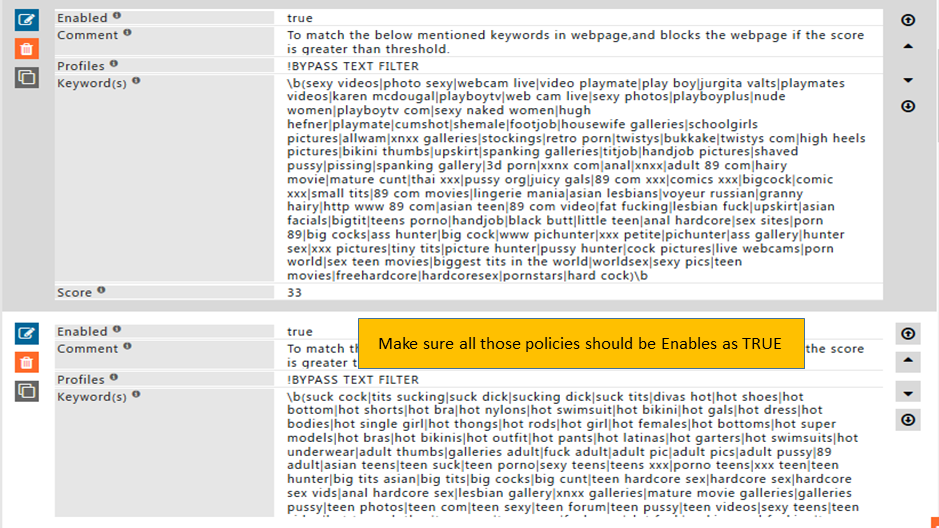 Enabled true
Comment To match the below mentioned keywords in webpage,and blocks the webpage if the score
is greater than threshold.
Profiles !BYPASS TEXT FILTER
Keyword(s) \b(sexy videos|photo sexy|webcam live|video playmate|play boy|jurgita valts|playmates
videos|karen mcdougal|playboytv|web cam live|sexy photos|playboyplus|nude
women|playboytv com|sexy naked women|hugh
hefner|playmate|cumshot|shemale|footjob|housewife galleries|schoolgirls
pictures|allwam|xnxx galleries|stockings|retro porn|twistys|bukkake|twistys com|high heels
pictures|bikini thumbs|upskirt|spanking galleries|titjob|handjob pictures|shaved
pussy|pissing|spanking gallery|3d porn|xxnx com|anal|xnxx|adult 89 com|hairy
movie|mature cunt|thai xxx|pussy org|juicy gals|89 com xxx|comics xxx|bigcock|comic
xxx|small tits|89 com movies|lingerie mania|asian lesbians|voyeur russian|granny
hairy|http www 89 com|asian teen|89 com video|fat fucking|lesbian fuck|upskirt|asian
facials|bigtit|teens porno|handjob|black butt|little teen|anal hardcore|sex sites|porn
89|big cocks|ass hunter|big cock|www pichunter|xxx petite|pichunter|ass gallery|hunter
sex|xxx pictures|tiny tits|picture hunter|pussy hunter|cock pictures|live webcams|porn
world|sex teen movies|biggest tits in the world|worldsex|sexy pics|teen
movies|freehardcore|hardcoresex|pornstars|hard cock)\b
Score 33
Enabled true
Make sure all those policies should be Enables as TRUE
Comment To match the score
is greater
Profiles !BYPASS TEXT FILTER
Keyword(s) \b(suck cock|tits sucking|suck dick|sucking dick|suck tits|divas hot|hot shoes|hot
bottom|hot shorts|hot bra|hot nylons|hot swimsuit|hot bikini|hot gals|hot dress|hot
bodies|hot single girl|hot thongs|hot rods|hot girl|hot females|hot bottoms|hot super
models|hot bras|hot bikinis|hot outfit|hot pants|hot latinas|hot garters|hot swimsuits|hot
underwear|adult thumbs|galleries adult|fuck adult|adult pic|adult pics|adult pussy|89
adult|asian teens|teen suck|teen porno|sexy teens|teens xxx|porno teens|xxx teen|teen
hunter|big tits asian|big tits|big cocks|big cunt|teen hardcore sex|hardcore sex|hardcore
sex vids|anal hardcore sex|lesbian gallery|xnxx galleries|mature movie galleries|galleries
pussy|teen photos|teen com|teen sexy|teen forum|teen pussy|teen videos|sexy teens|teen